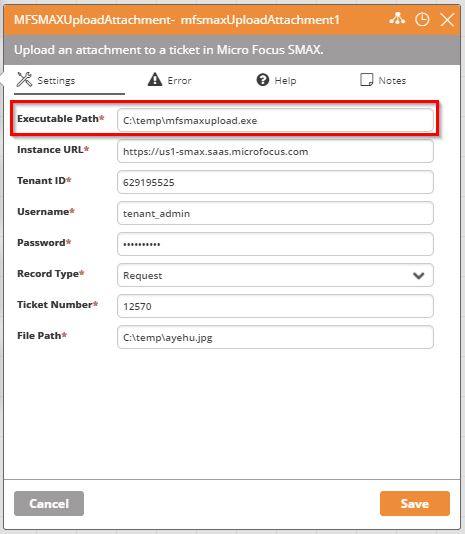 MFSMAXUploadAttachment- mfsmaxUploadAttachment1
Upload an attachment to a ticket in Micro Focus SMAX.
Settings Error Help Notes
Executable Path* C:\temp\mfsmaxupload.exe
Instance URL* https://us1-smax.saas.microfocus.com
Tenant ID* 629195525
Username* tenant_admin
Password* ••••••••••
Record Type* Request
Ticket Number* 12570
File Path* C:\temp\ayehu.jpg
Cancel Save